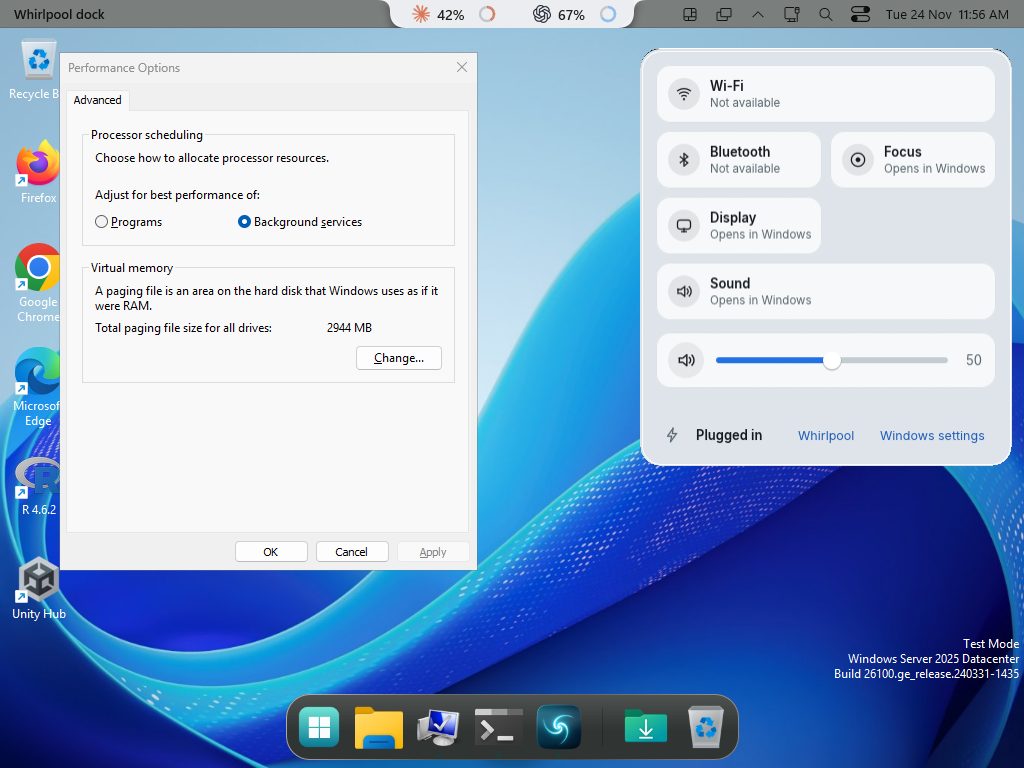 Whirlpool dock
42%
67%
Tue 24 Nov 11:56 AM
Recycle B
Firefox
Google
Chrome
Microsof
Edge
R 4.6.2
Unity Hub
Performance Options
Advanced
Processor scheduling
Choose how to allocate processor resources.
Adjust for best performance of:
Programs
Background services
Virtual memory
A paging file is an area on the hard disk that Windows uses as if it
were RAM.
Total paging file size for all drives: 2944 MB
Change...
OK
Cancel
Apply
Wi-Fi
Not available
Bluetooth
Not available
Focus
Opens in Windows
Display
Opens in Windows
Sound
Opens in Windows
50
Plugged in
Whirlpool
Windows settings
Test Mode
Windows Server 2025 Datacenter
Build 26100.ge_release.240331-1435